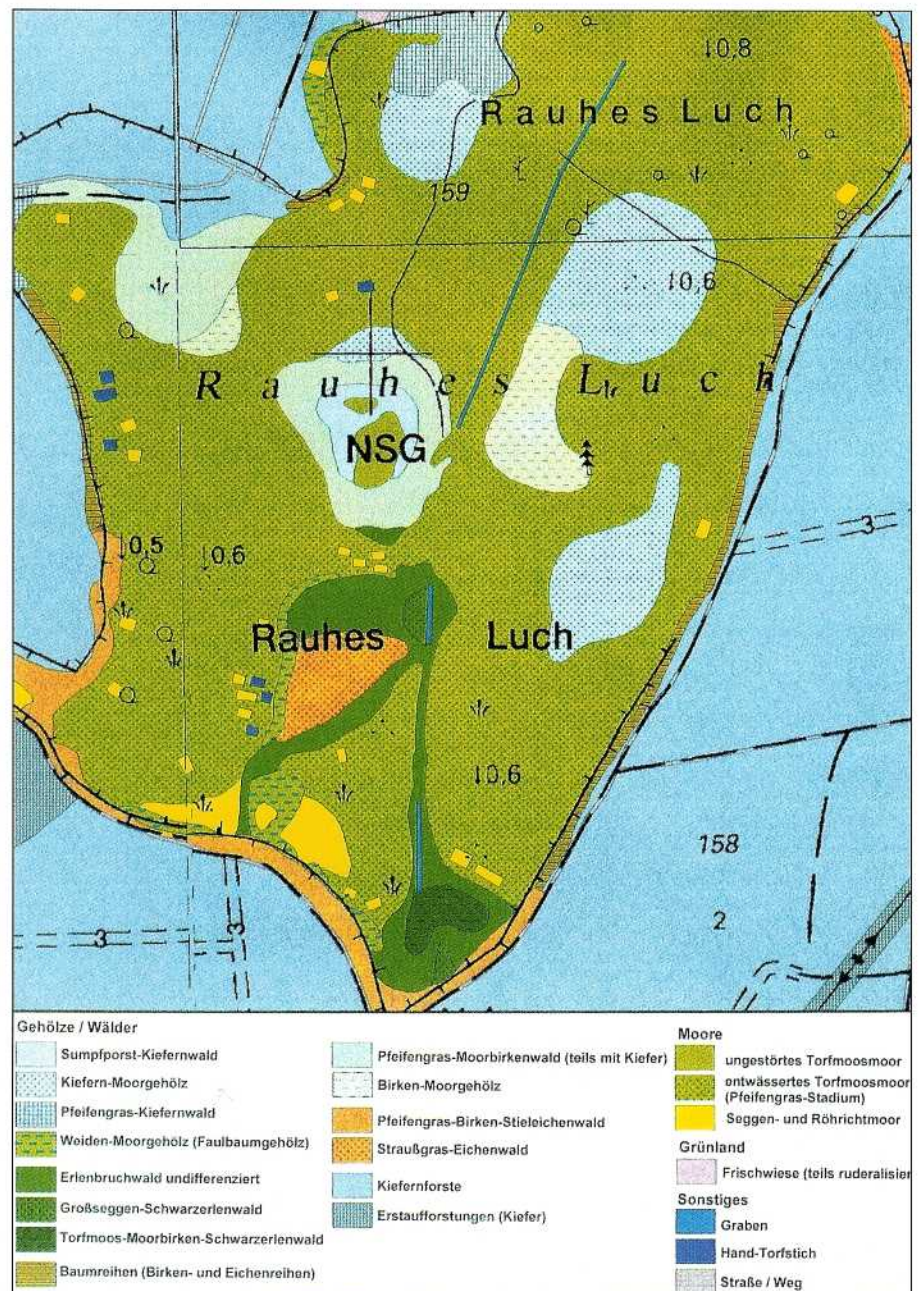 10,8
Rauhes Luch
159
10,6
Rauhes Luch
NSG
3
10,5
10,6
Rauhes Luch
10,6
158
2
3
3
Gehölze / Wälder
Sumpfporst-Kiefernwald
Kiefern-Moorgehölz
Pfeifengras-Kiefernwald
Weiden-Moorgehölz (Faulbaumgehölz)
Erlenbruchwald undifferenziert
Großseggen-Schwarzerlenwald
Torfmoos-Moorbirken-Schwarzerlenwald
Baumreihen (Birken- und Eichenreihen)
Pfeifengras-Moorbirkenwald (teils mit Kiefer)
Birken-Moorgehölz
Pfeifengras-Birken-Stieleichenwald
Straußgras-Eichenwald
Kiefernforste
Erstaufforstungen (Kiefer)
Moore
ungestörtes Torfmoosmoor
entwässertes Torfmoosmoor
(Pfeifengras-Stadium)
Seggen- und Röhrichtmoor
Grünland
Frischwiese (teils ruderalisier
Sonstiges
Graben
Hand-Torfstich
Straße / Weg